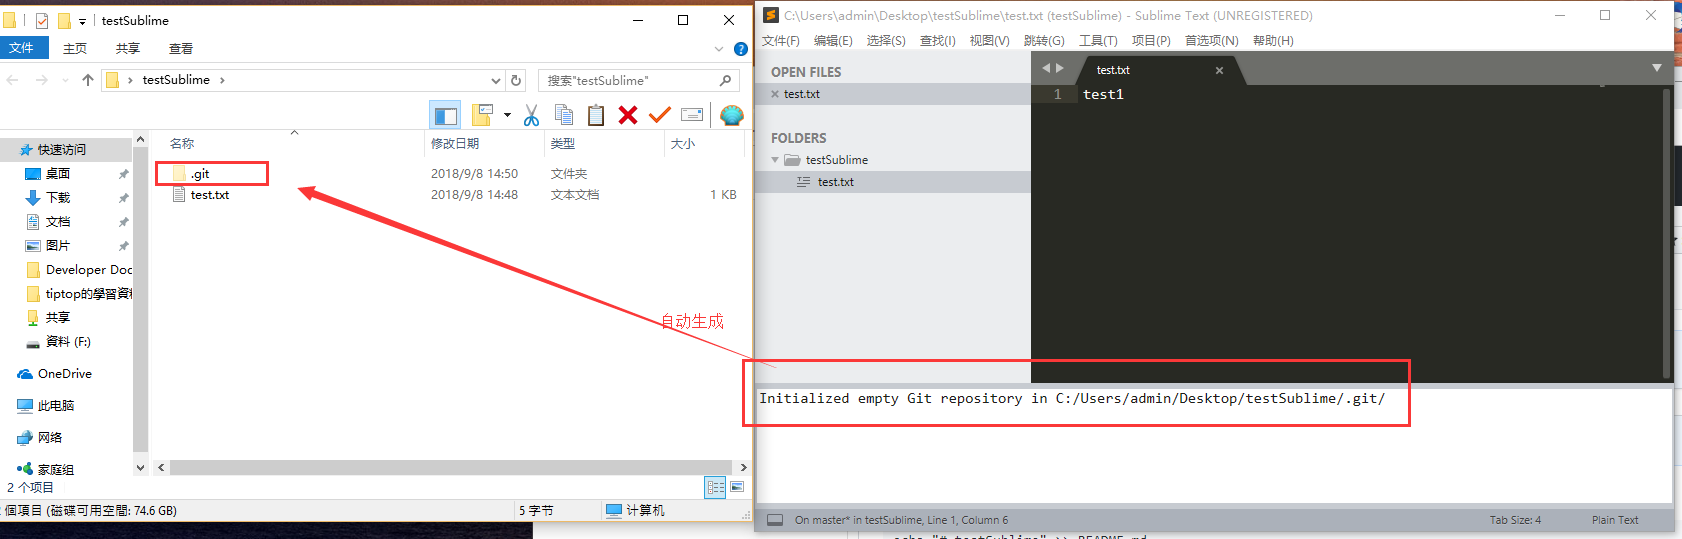 testSublime
文件 主页 共享 查看
testSublime
搜索"testSublime"
名称 修改日期 类型 大小
快速访问
桌面
下载
文档
图片
Developer Doc
tiptop的學習資料
共享
資料 (F:)
OneDrive
此电脑
网络
家庭组
.git 2018/9/8 14:50 文件夹
test.txt 2018/9/8 14:48 文本文档 1 KB
自动生成
2 个项目
個項目 (磁碟可用空間: 74.6 GB) 5 字节 计算机
C:\Users\admin\Desktop\testSublime\test.txt (testSublime) - Sublime Text (UNREGISTERED)
文件(F) 编辑(E) 选择(S) 查找(I) 视图(V) 跳转(G) 工具(T) 项目(P) 首选项(N) 帮助(H)
OPEN FILES
test.txt
FOLDERS
testSublime
test.txt
test.txt
1 test1
Initialized empty Git repository in C:/Users/admin/Desktop/testSublime/.git/
On master* in testSublime, Line 1, Column 6 Tab Size: 4 Plain Text
echo "# testSublime" >> README.md